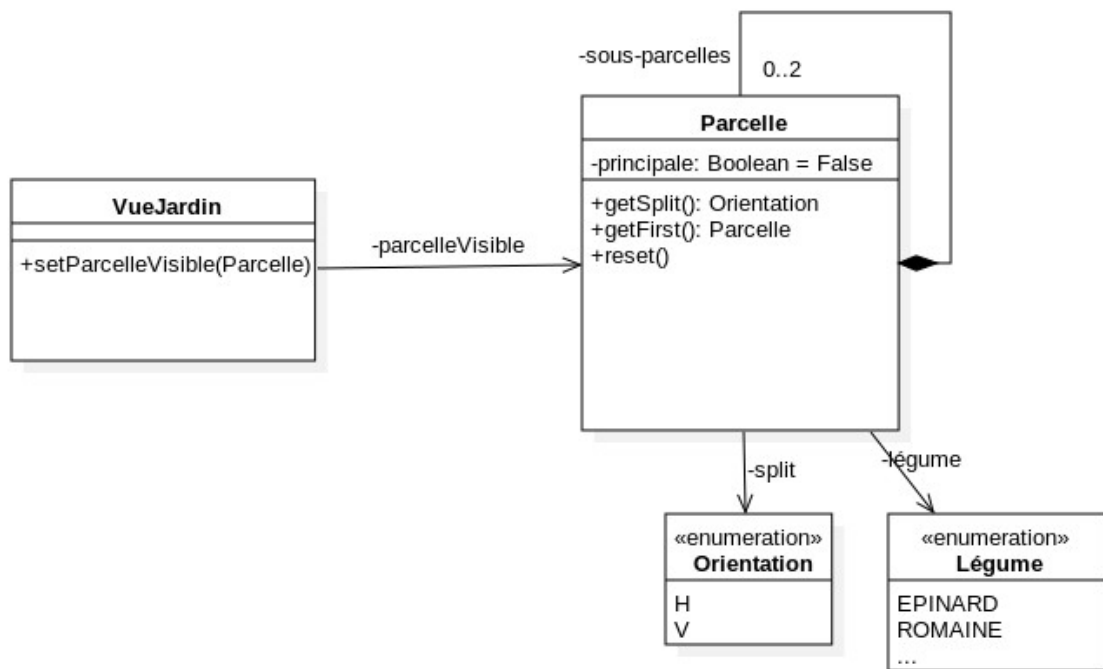 -sous-parcelles
0..2
Parcelle
-principale: Boolean = False
+getSplit(): Orientation
+getFirst(): Parcelle
+reset()
VueJardin
+setParcelleVisible(Parcelle)
-parcelleVisible
-split
-légume
«enumeration»
Orientation
H
V
«enumeration»
Légume
EPINARD
ROMAINE
...